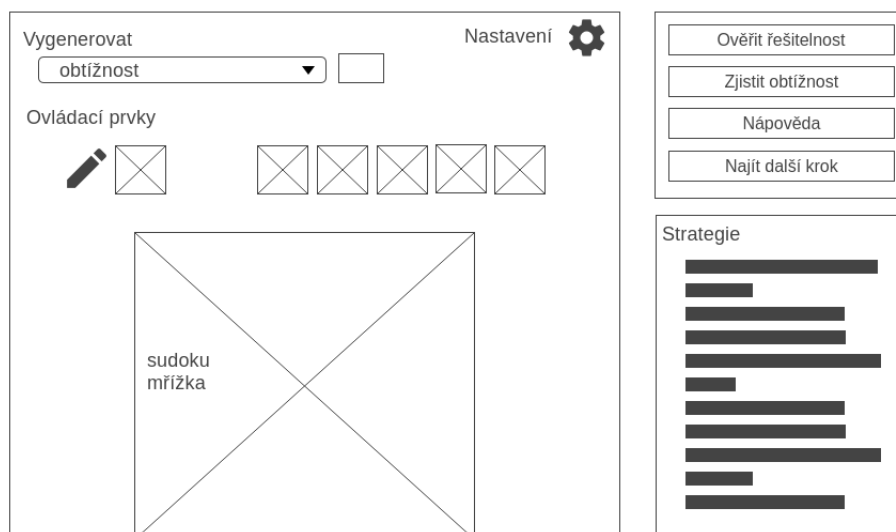 Vygenerovat
Nastavení
obtížnost
Ovládací prvky
sudoku
mřížka
Ověřit řešitelnost
Zjistit obtížnost
Nápověda
Najít další krok
Strategie